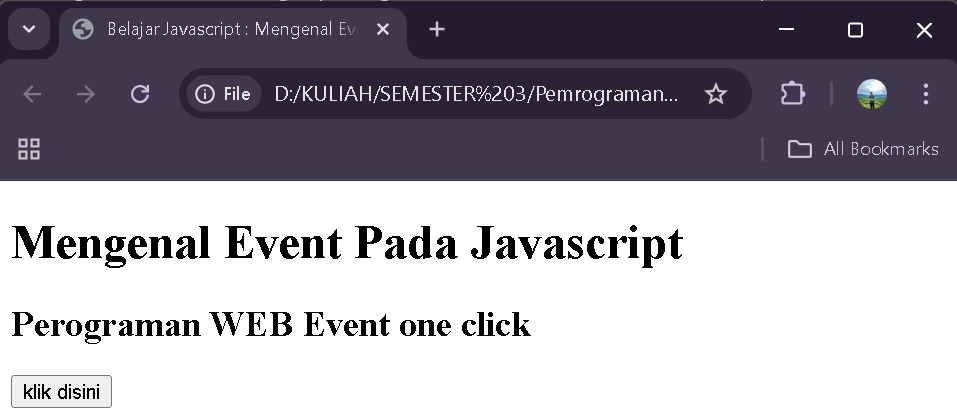 Belajar Javascript : Mengenal Ev
File D:/KULIAH/SEMESTER%203/Pemrograman...
All Bookmarks
Mengenal Event Pada Javascript
Perograman WEB Event one click
klik disini